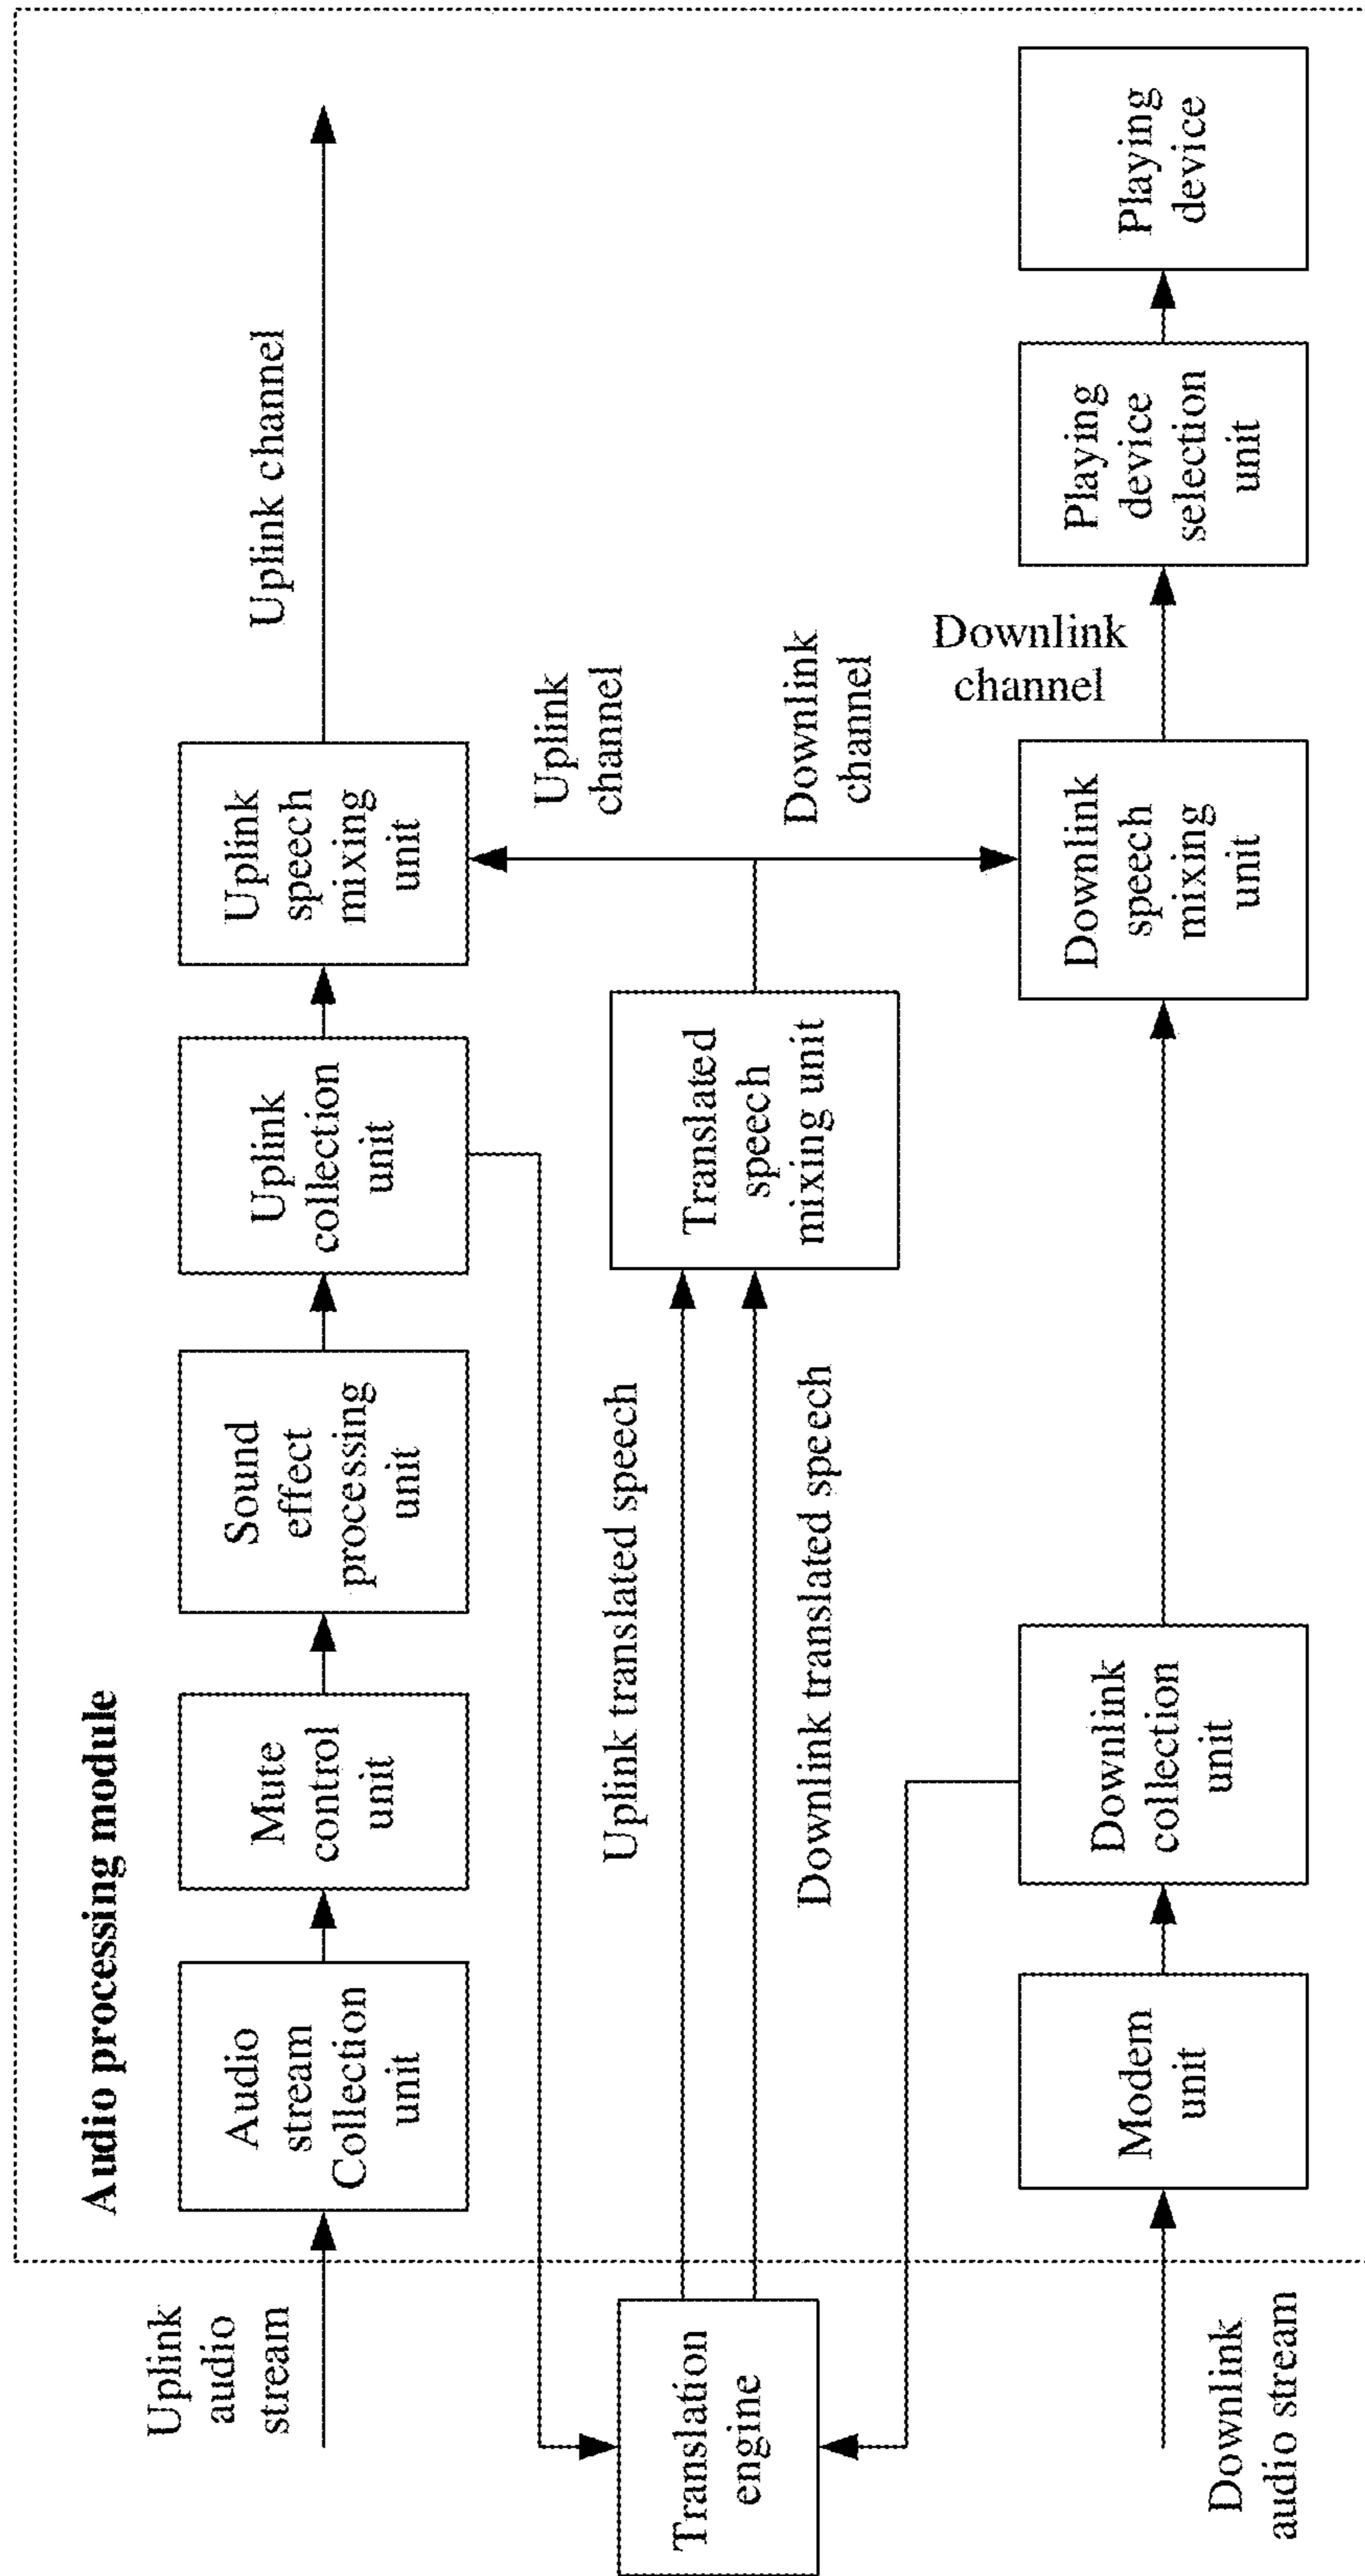 Audio processing module
Uplink
audio
stream
Audio
stream
Collection
unit
Mute
control
unit
Sound
effect
processing
unit
Uplink
collection
unit
Uplink
speech
mixing
unit
Uplink channel
Translation
engine
Uplink translated speech
Downlink translated speech
Translated
speech
mixing unit
Uplink
channel
Downlink
channel
Downlink
audio stream
Modem
unit
Downlink
collection
unit
Downlink
speech
mixing
unit
Downlink
channel
Playing
device
selection
unit
Playing
device